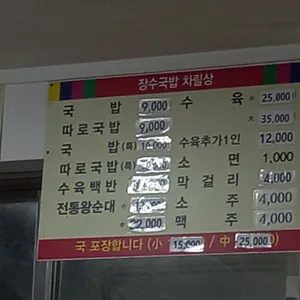 장수국밥 차림상
국 밥 9,000 수 육 小 25,000
따로국밥 9,000 大 35,000
국 밥 (특) 10,000 수육추가1인 12,000
따로국밥 (특) 소 면 1,000
수육백반 막걸리 4,000
전통왕순대 小 소 주 4,000
大 맥 주 4,000
국 포장합니다 (小 15,000 / 中 25,000)